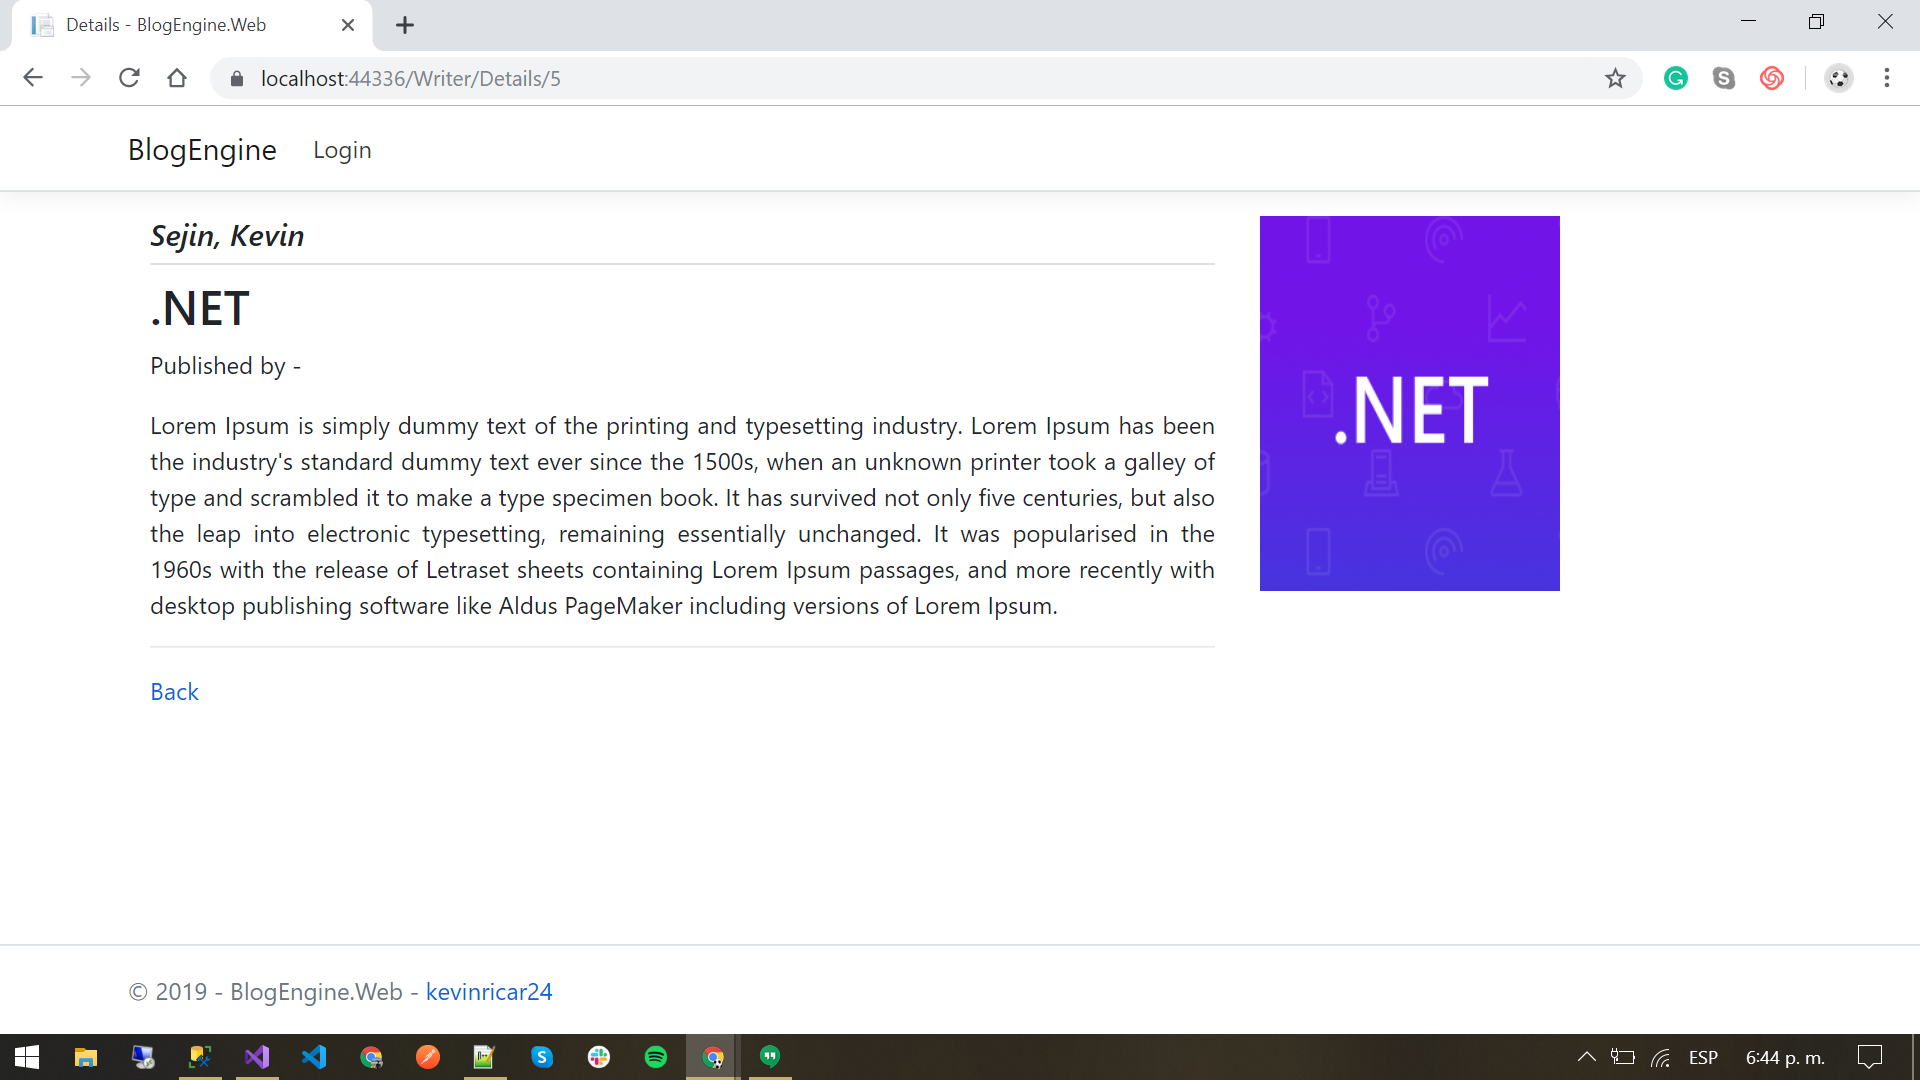 Details - BlogEngine.Web
localhost:44336/Writer/Details/5
BlogEngine
Login
Sejin, Kevin
.NET
Published by -
Lorem Ipsum is simply dummy text of the printing and typesetting industry. Lorem Ipsum has been
the industry's standard dummy text ever since the 1500s, when an unknown printer took a galley of
type and scrambled it to make a type specimen book. It has survived not only five centuries, but also
the leap into electronic typesetting, remaining essentially unchanged. It was popularised in the
1960s with the release of Letraset sheets containing Lorem Ipsum passages, and more recently with
desktop publishing software like Aldus PageMaker including versions of Lorem Ipsum.
Back
.NET
© 2019 - BlogEngine.Web - kevinricar24
ESP
6:44 p. m.